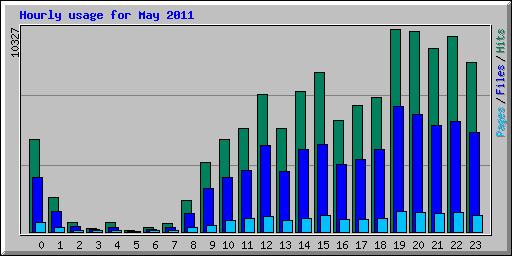 Hourly usage for May 2011
10327
Pages / Files / Hits
0 1 2 3 4 5 6 7 8 9 10 11 12 13 14 15 16 17 18 19 20 21 22 23